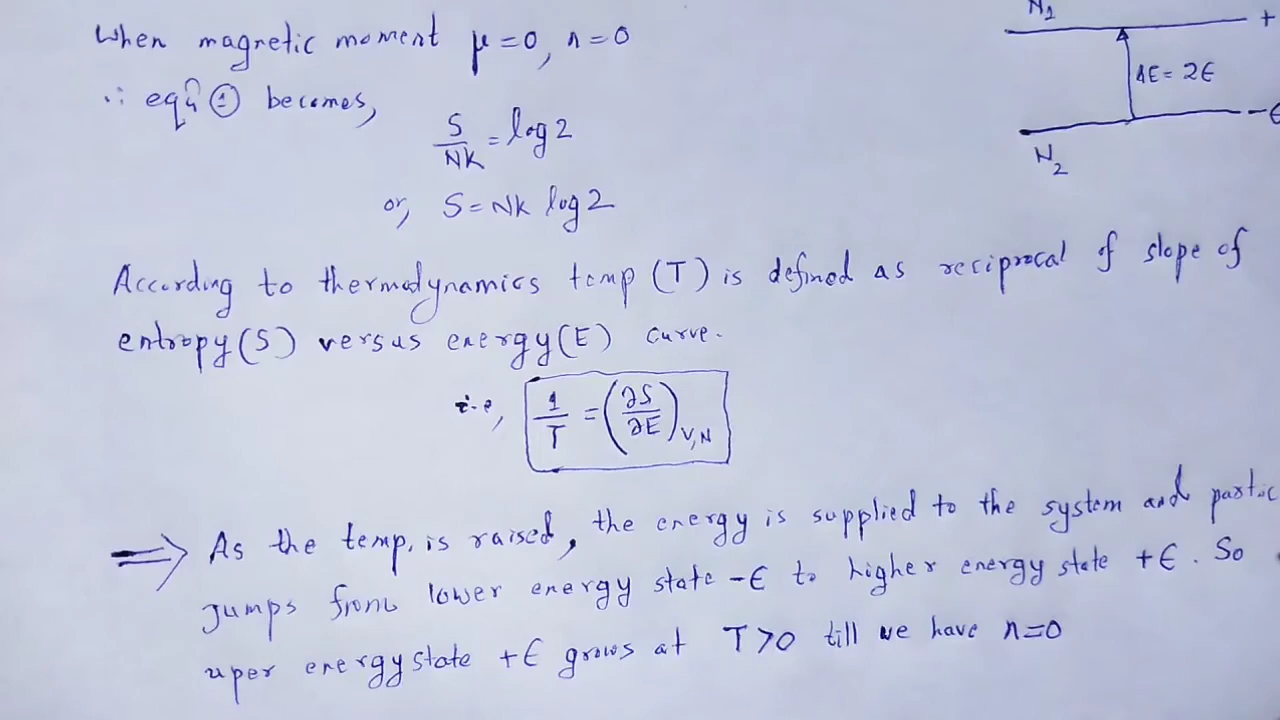 When magnetic moment μ=0, n=0
N1
+
ΔE = 2ϵ
-ϵ
N2
∴ eqn ① becomes,
S/NK = log 2
or, S = NK log 2
According to thermodynamics temp (T) is defined as reciprocal of slope of
entropy (S) versus energy (E) curve.
i.e, 1/T = (∂S/∂E)V,N
⇒ As the temp. is raised, the energy is supplied to the system and partic
Jumps from lower energy state -ϵ to higher energy state +ϵ. So
uper energy state +ϵ grows at T>0 till we have n=0